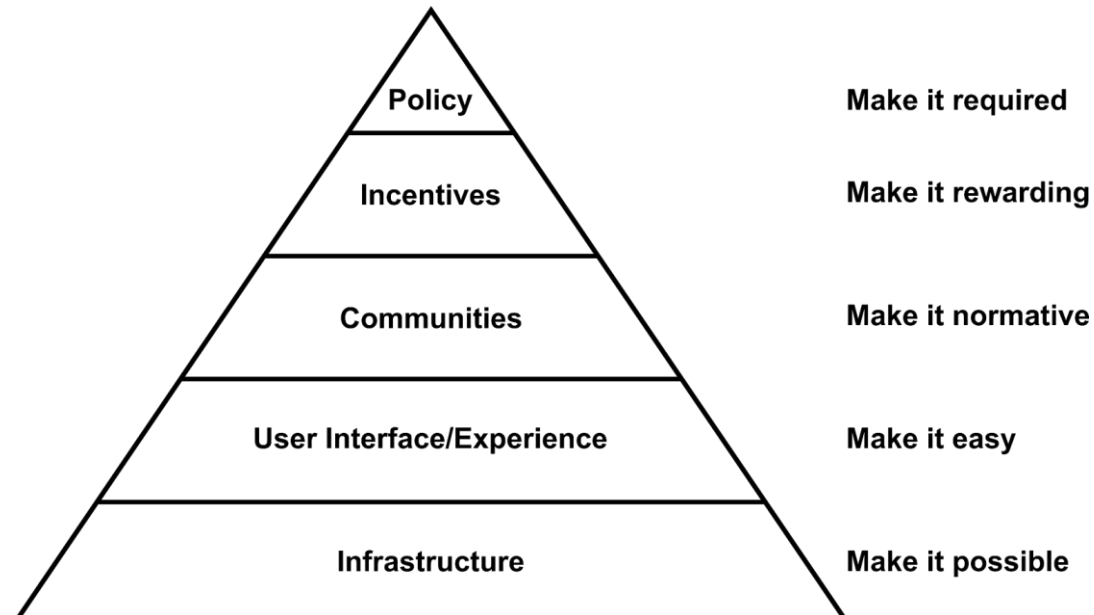 Policy
Make it required
Incentives
Make it rewarding
Communities
Make it normative
User Interface/Experience
Make it easy
Infrastructure
Make it possible